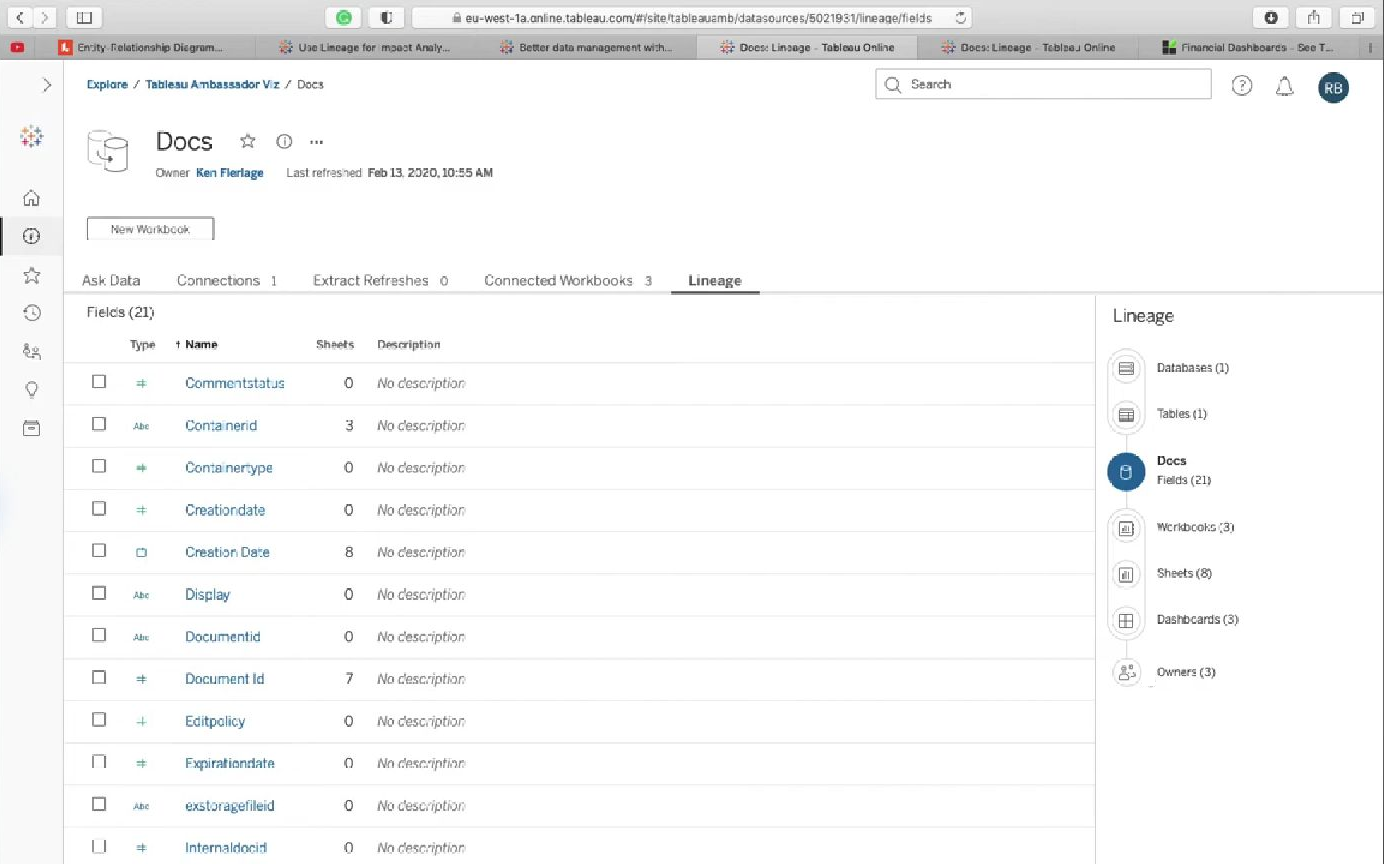 eu-west-1a.online.tableau.com/#/site/tableauamb/datasources/5021931/lineage/fields
Entity-Relationship Diagram...
Use Lineage for Impact Analy...
Better data management with...
Docs: Lineage - Tableau Online
Docs: Lineage - Tableau Online
Financial Dashboards - See T...
Explore / Tableau Ambassador Viz / Docs
Search
RB
Docs
Owner Ken Flerlage Last refreshed Feb 13, 2020, 10:55 AM
New Workbook
Ask Data Connections 1 Extract Refreshes 0 Connected Workbooks 3 Lineage
Fields (21)
Type ↑ Name Sheets Description
# Commentstatus 0 No description
Abc Containerid 3 No description
# Containertype 0 No description
# Creationdate 0 No description
Creation Date 8 No description
Abc Display 0 No description
Abc Documentid 0 No description
# Document Id 7 No description
# Editpolicy 0 No description
# Expirationdate 0 No description
Abc exstoragefileid 0 No description
# Internaldocid 0 No description
Lineage
Databases (1)
Tables (1)
Docs
Fields (21)
Workbooks (3)
Sheets (8)
Dashboards (3)
Owners (3)